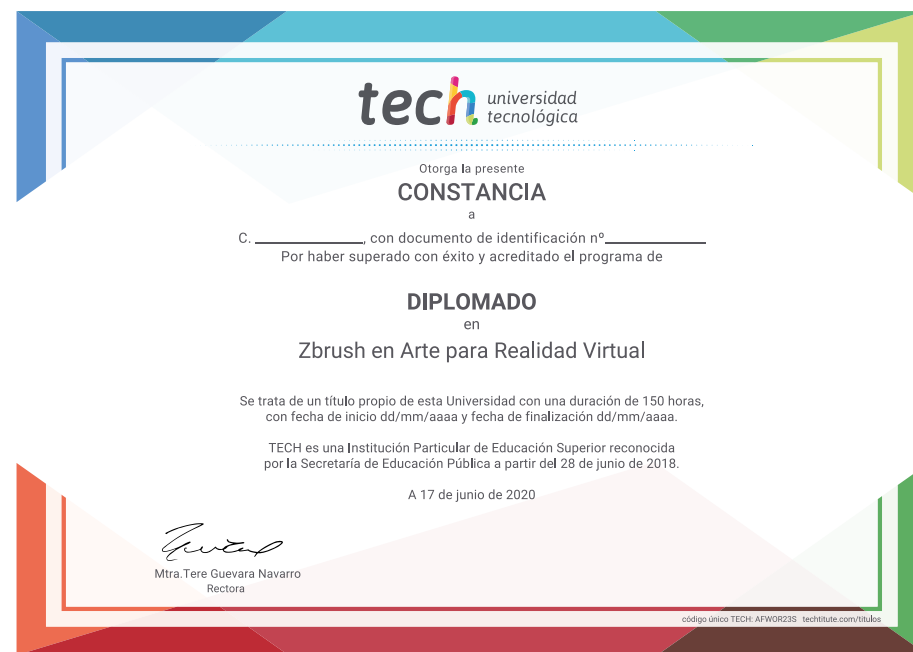 tech universidad
tecnológica
Otorga la presente
CONSTANCIA
a
C. ____________, con documento de identificación nº___________
Por haber superado con éxito y acreditado el programa de
DIPLOMADO
en
Zbrush en Arte para Realidad Virtual
Se trata de un título propio de esta Universidad con una duración de 150 horas,
con fecha de inicio dd/mm/aaaa y fecha de finalización dd/mm/aaaa.
TECH es una Institución Particular de Educación Superior reconocida
por la Secretaría de Educación Pública a partir del 28 de junio de 2018.
A 17 de junio de 2020
Mtra.Tere Guevara Navarro
Rectora
código único TECH: AFWOR23S techtitute.com/titulos